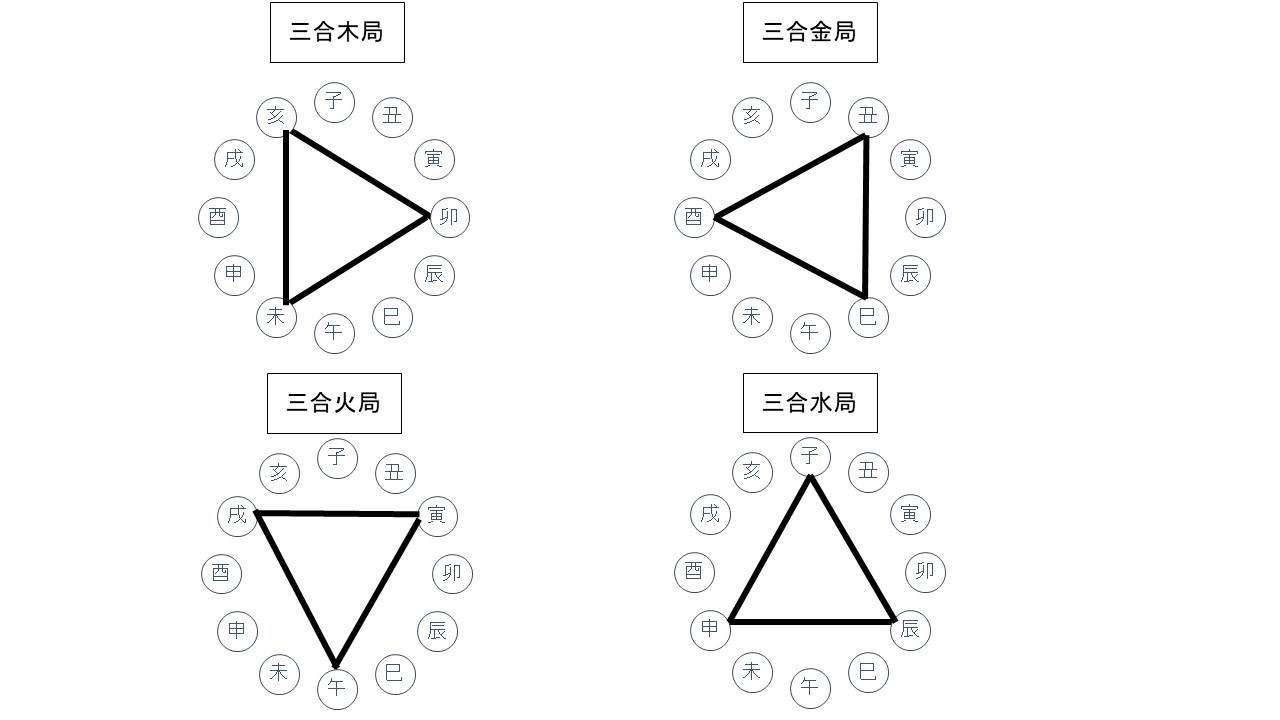 三合木局
子
亥
丑
戌
寅
酉
卯
申
辰
未
巳
午
三合金局
子
亥
丑
戌
寅
酉
卯
申
辰
未
巳
午
三合火局
子
亥
丑
戌
寅
酉
卯
申
辰
未
巳
午
三合水局
子
亥
丑
戌
寅
酉
卯
申
辰
未
巳
午